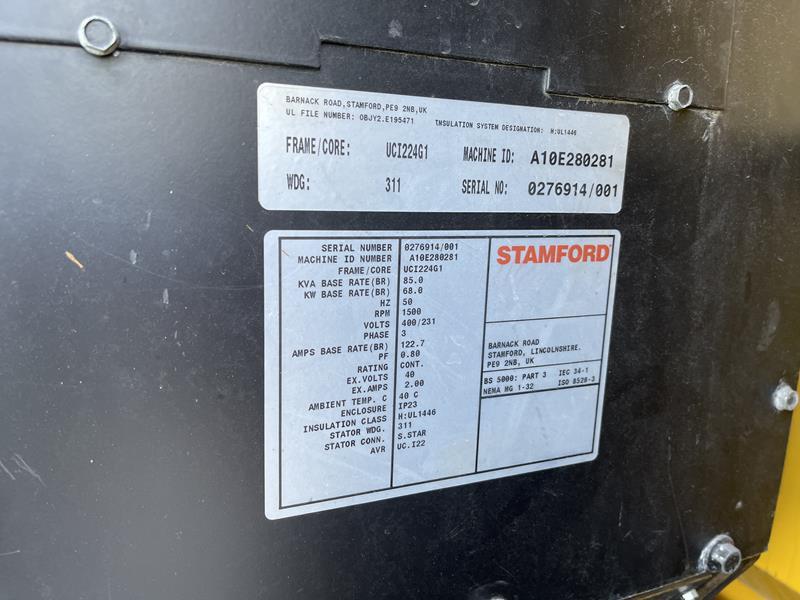 BARNACK ROAD,STAMFORD,PE9 2NB,UK
UL FILE NUMBER: OBJY2.E195471 INSULATION SYSTEM DESIGNATION: H:UL1446
FRAME/CORE: UCI224G1 MACHINE ID: A10E280281
WDG: 311 SERIAL NO: 0276914/001
SERIAL NUMBER 0276914/001
MACHINE ID NUMBER A10E280281
FRAME/CORE UCI224G1
KVA BASE RATE(BR) 85.0
KW BASE RATE(BR) 68.0
HZ 50
RPM 1500
VOLTS 400/231
PHASE 3
AMPS BASE RATE(BR) 122.7
PF 0.80
RATING CONT.
EX.VOLTS 40
EX.AMPS 2.00
AMBIENT TEMP. C 40 C
ENCLOSURE IP23
INSULATION CLASS H:UL1446
STATOR WDG. 311
STATOR CONN. S.STAR
AVR UC.I22
STAMFORD
BARNACK ROAD
STAMFORD, LINCOLNSHIRE.
PE9 2NB, UK
BS 5000: PART 3 IEC 34-1
NEMA MG 1-32 ISO 8528-3